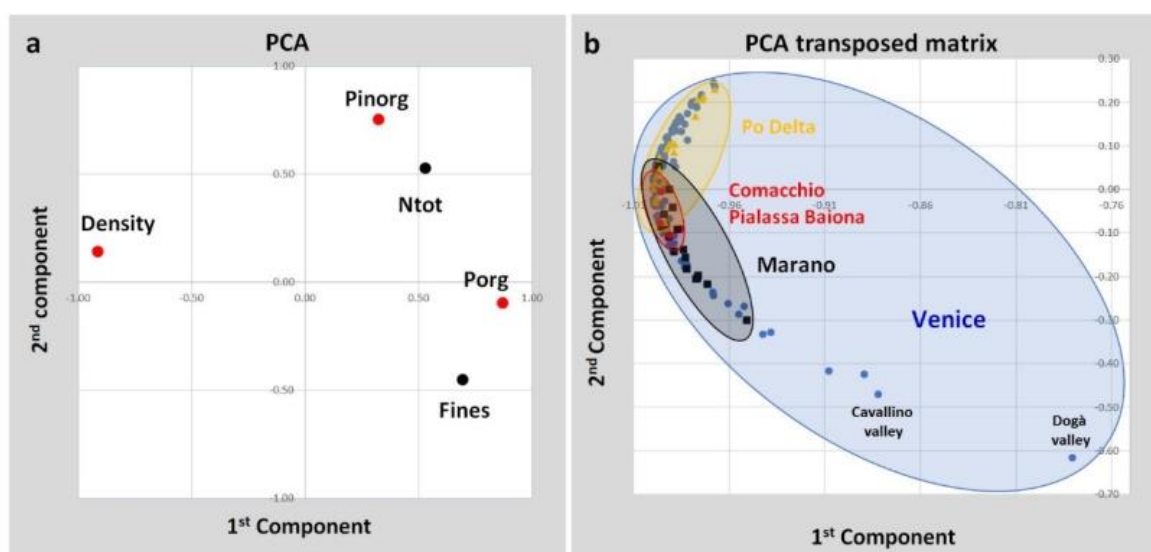 a
PCA
1.00
Pinorg
0.50
Ntot
Density
Porg
-1.00
0.00
0.50
1.00
0.00
-0.50
Fines
-1.00
2nd component
1st Component
b
PCA transposed matrix
0.30
0.20
Po Delta
0.10
0.00
-1.01
-0.96
-0.91
-0.86
-0.81
-0.76
Comacchio
Pialassa Baiona
-0.10
Marano
-0.20
Venice
-0.30
-0.40
Cavallino
valley
-0.50
Dogà
valley
-0.60
-0.70
2nd Component
1st Component